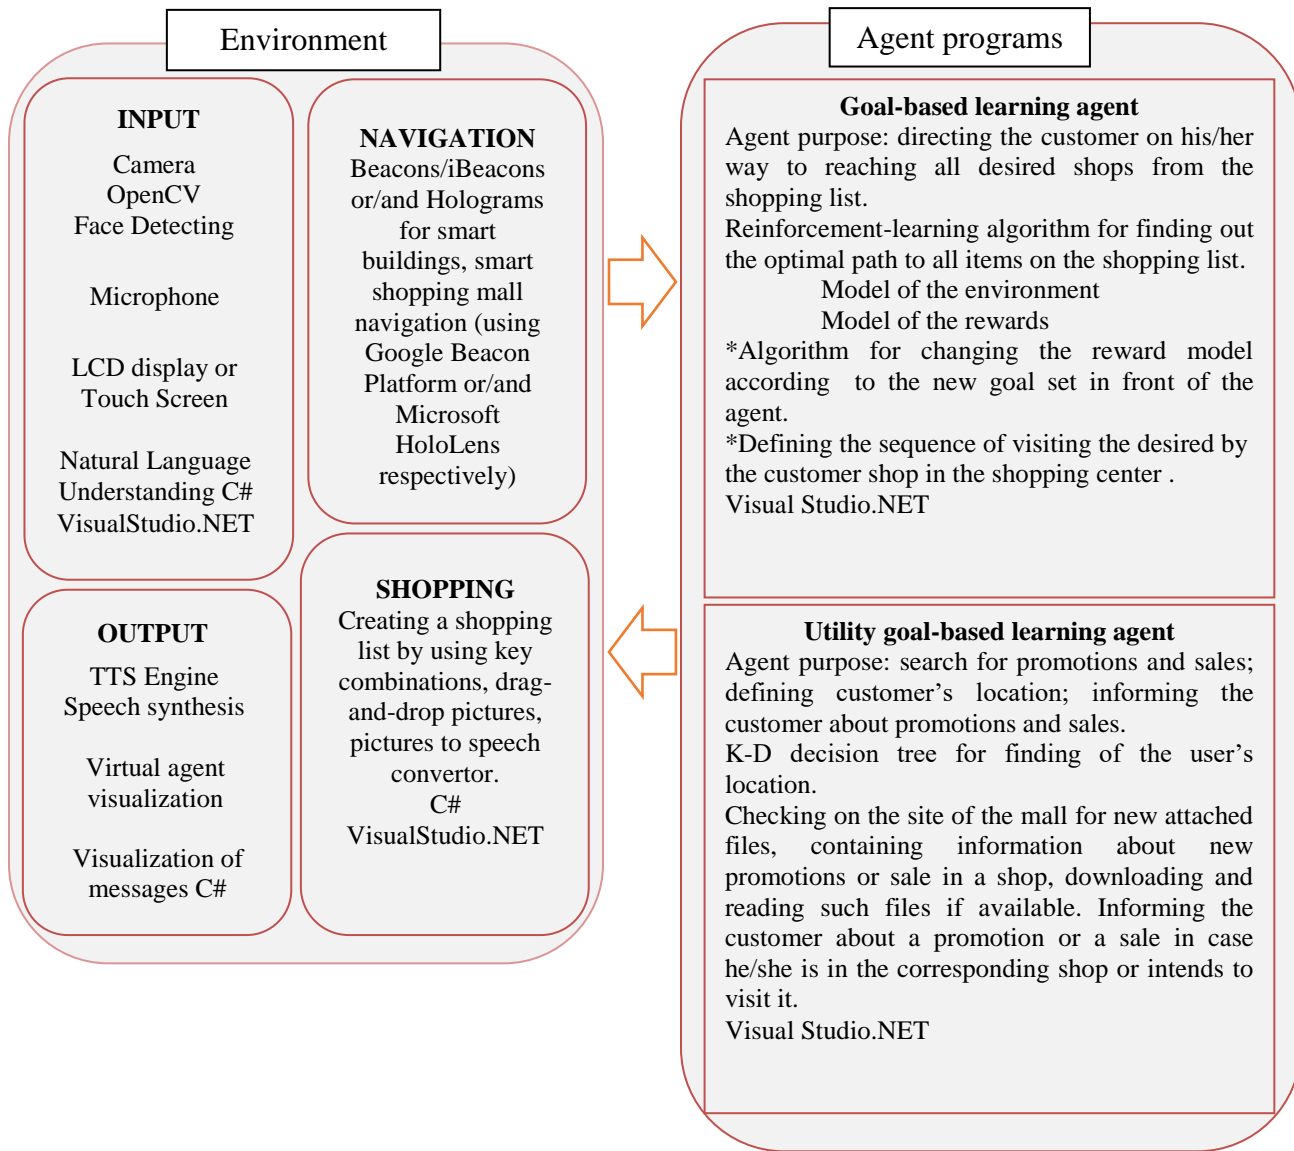 Environment
INPUT
Camera
OpenCV
Face Detecting
Microphone
LCD display or
Touch Screen
Natural Language
Understanding C#
VisualStudio.NET
NAVIGATION
Beacons/iBeacons
or/and Holograms
for smart
buildings, smart
shopping mall
navigation (using
Google Beacon
Platform or/and
Microsoft
HoloLens
respectively)
OUTPUT
TTS Engine
Speech synthesis
Virtual agent
visualization
Visualization of
messages C#
SHOPPING
Creating a shopping
list by using key
combinations, drag-
and-drop pictures,
pictures to speech
convertor.
C#
VisualStudio.NET
Agent programs
Goal-based learning agent
Agent purpose: directing the customer on his/her
way to reaching all desired shops from the
shopping list.
Reinforcement-learning algorithm for finding out
the optimal path to all items on the shopping list.
Model of the environment
Model of the rewards
*Algorithm for changing the reward model
according to the new goal set in front of the
agent.
*Defining the sequence of visiting the desired by
the customer shop in the shopping center .
Visual Studio.NET
Utility goal-based learning agent
Agent purpose: search for promotions and sales;
defining customer’s location; informing the
customer about promotions and sales.
K-D decision tree for finding of the user’s
location.
Checking on the site of the mall for new attached
files, containing information about new
promotions or sale in a shop, downloading and
reading such files if available. Informing the
customer about a promotion or a sale in case
he/she is in the corresponding shop or intends to
visit it.
Visual Studio.NET